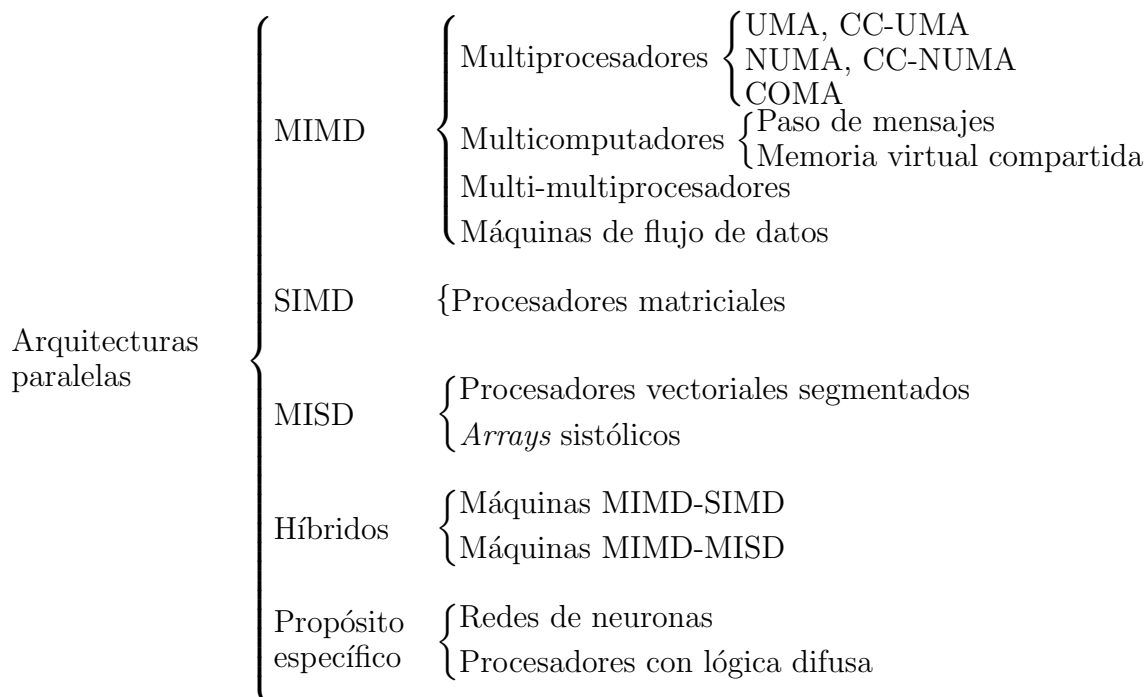 Arquitecturas
paralelas
MIMD
Multiprocesadores
UMA, CC-UMA
NUMA, CC-NUMA
COMA
Multicomputadores
Paso de mensajes
Memoria virtual compartida
Multi-multiprocesadores
Máquinas de flujo de datos
SIMD
Procesadores matriciales
MISD
Procesadores vectoriales segmentados
Arrays sistólicos
Híbridos
Máquinas MIMD-SIMD
Máquinas MIMD-MISD
Propósito
específico
Redes de neuronas
Procesadores con lógica difusa